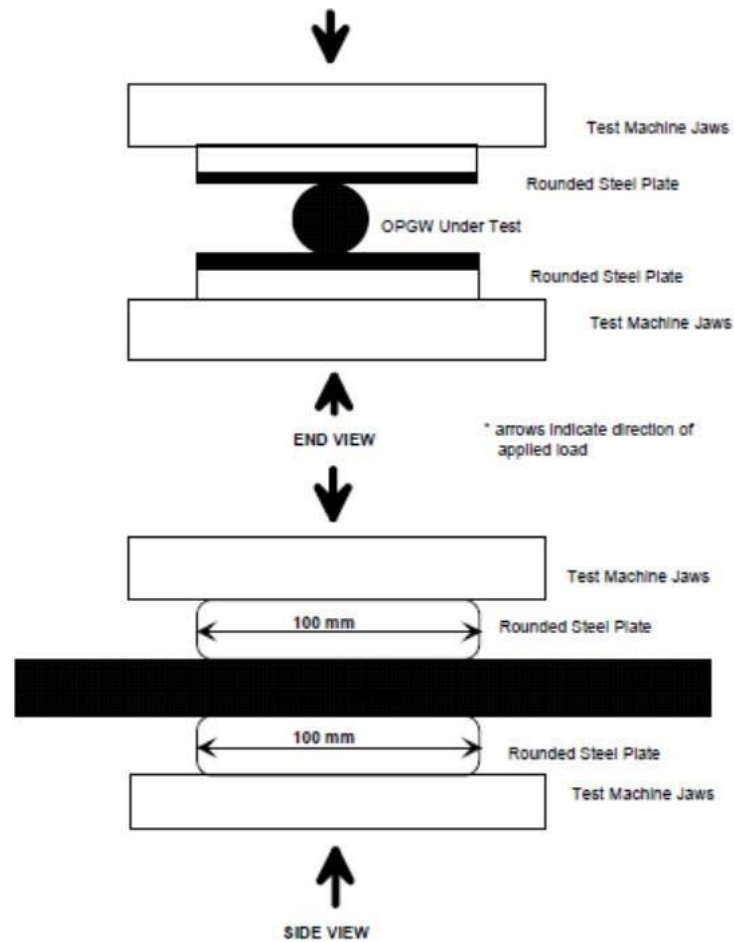 Test Machine Jaws
Rounded Steel Plate
OPGW Under Test
Rounded Steel Plate
Test Machine Jaws
END VIEW
* arrows indicate direction of
applied load
Test Machine Jaws
100 mm
Rounded Steel Plate
100 mm
Rounded Steel Plate
Test Machine Jaws
SIDE VIEW